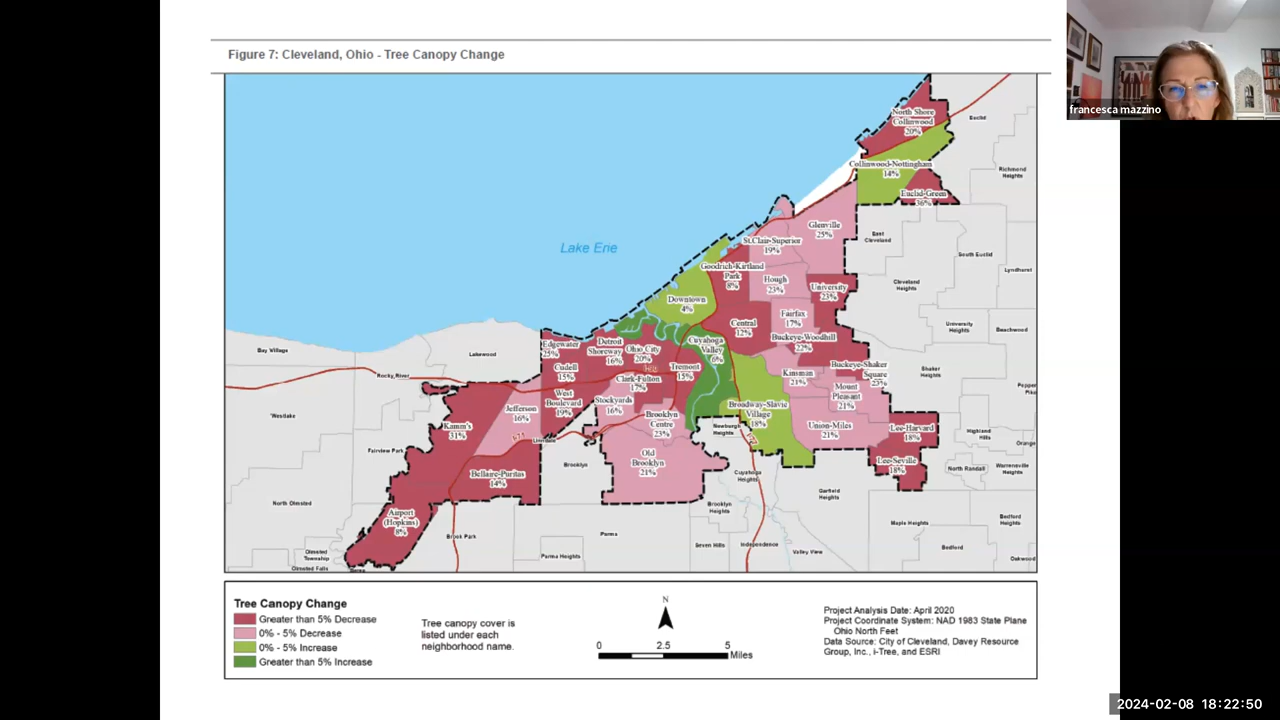 Figure 7: Cleveland, Ohio - Tree Canopy Change
francesca mazzino
North Shore
Collinwood
20%
Euclid
Collinwood-Nottingham
14%
Richmond
Heights
Euclid-Green
36%
Glenville
25%
East
Cleveland
St.Clair-Superior
19%
South Euclid
Lake Erie
Goodrich-Kirtland
Park
8%
Lyndhurst
Hough
23%
University
23%
Cleveland
Heights
Downtown
4%
Fairfax
17%
Central
12%
University
Heights
Beachwood
Buckeye-Woodhill
22%
Cuyahoga
Valley
6%
Edgewater
25%
Detroit
Shoreway
16%
Ohio City
20%
Bay Village
Lakewood
Cudell
15%
Tremont
15%
Buckeye-Shaker
Square
23%
Shaker
Heights
Rocky River
Kinsman
21%
Clark-Fulton
17%
Mount
Pleasant
21%
Pepper
Pike
West
Boulevard
19%
Stockyards
16%
Jefferson
16%
Broadway-Slavic
Village
18%
Westlake
Brooklyn
Centre
23%
Newburgh
Heights
Union-Miles
21%
Lee-Harvard
18%
Highland
Hills
Kamm's
31%
Linndale
Orange
Fairview Park
Old
Brooklyn
21%
Brooklyn
Lee-Seville
18%
North Randall
Warrensville
Heights
Bellaire-Puritas
14%
Cuyahoga
Heights
Garfield
Heights
North Olmsted
Brooklyn
Heights
Airport
(Hopkins)
8%
Maple Heights
Bedford
Heights
Brook Park
Parma
Seven Hills
Independence
Valley View
Bedford
Oakwood
Olmsted
Township
Parma Heights
Olmsted Falls
Tree Canopy Change
Greater than 5% Decrease
0% - 5% Decrease
0% - 5% Increase
Greater than 5% Increase
Tree canopy cover is
listed under each
neighborhood name.
N
0 2.5 5
Miles
Project Analysis Date: April 2020
Project Coordinate System: NAD 1983 State Plane
Ohio North Feet
Data Source: City of Cleveland, Davey Resource
Group, Inc., i-Tree, and ESRI
2024-02-08 18:22:50